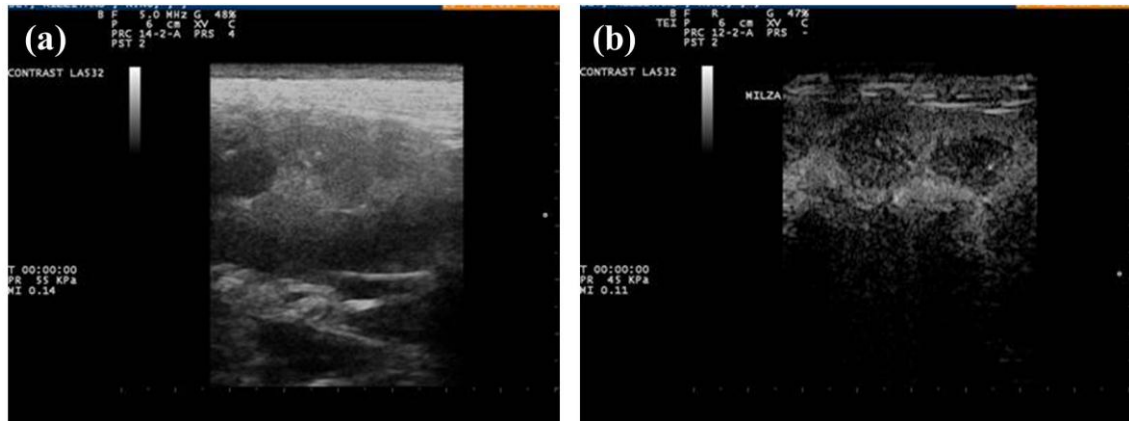 (a)
B F 5.0 MHz G 48%
P 6 cm XV C
PRC 14-2-A PRS 4
PST 2
CONTRAST LA532
T 00:00:00
PR 55 KPa
MI 0.14
(b)
B F R G 47%
TEI P 6 cm XV C
PRC 12-2-A PRS -
PST 2
CONTRAST LA532
MILZA
T 00:00:00
PR 45 KPa
MI 0.11